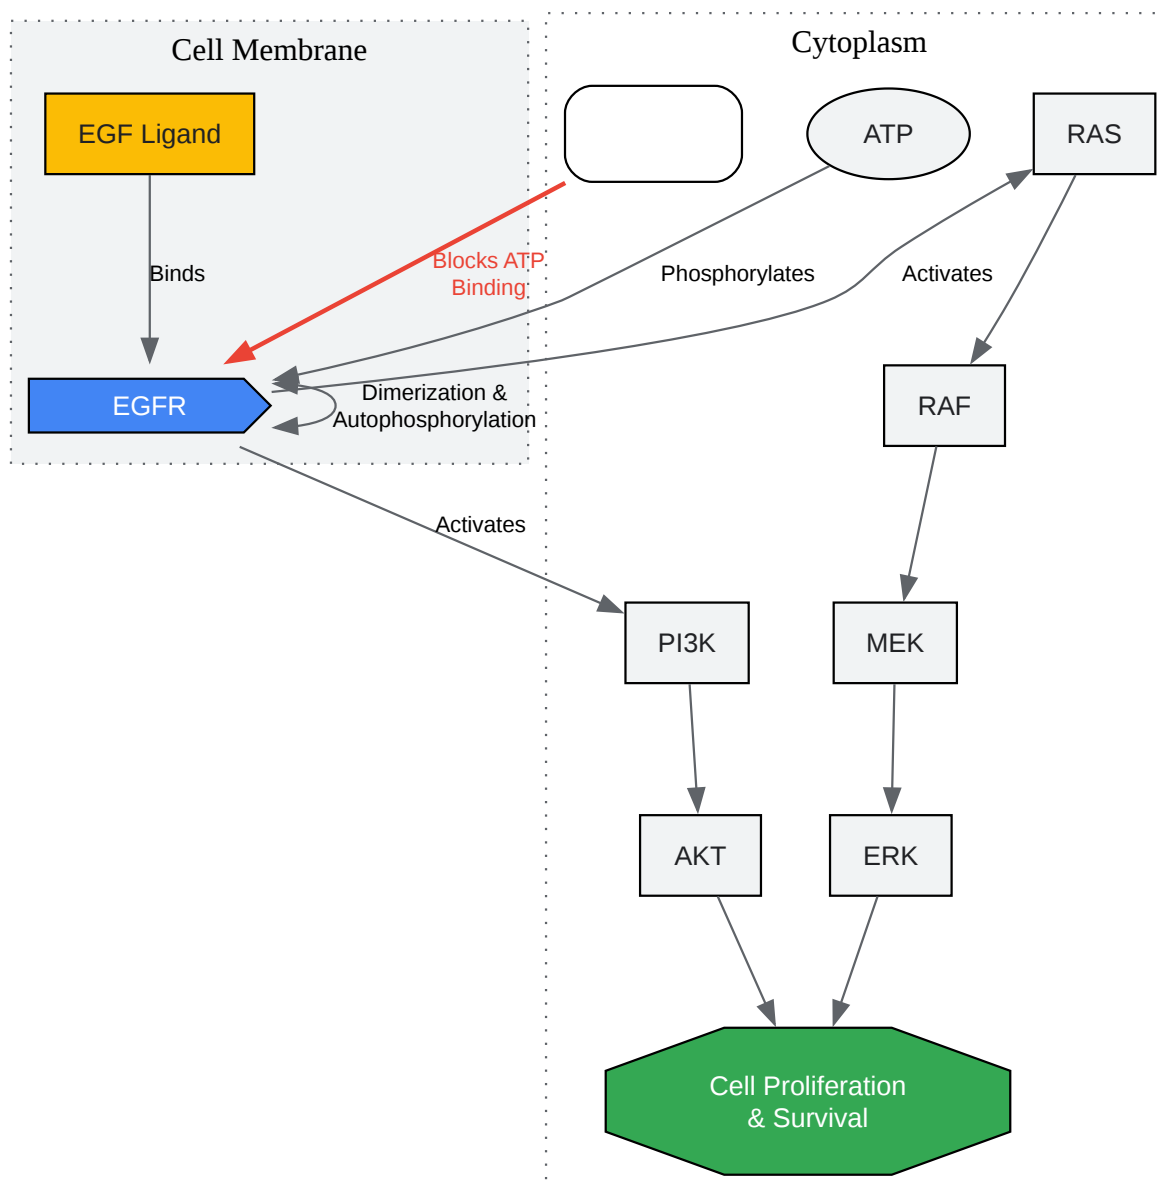 Cell Membrane
Cytoplasm
EGF Ligand
ATP
RAS
Blocks ATP
Binding
Binds
Phosphorylates
Activates
EGFR
Dimerization &
Autophosphorylation
RAF
Activates
PI3K
MEK
AKT
ERK
Cell Proliferation
& Survival